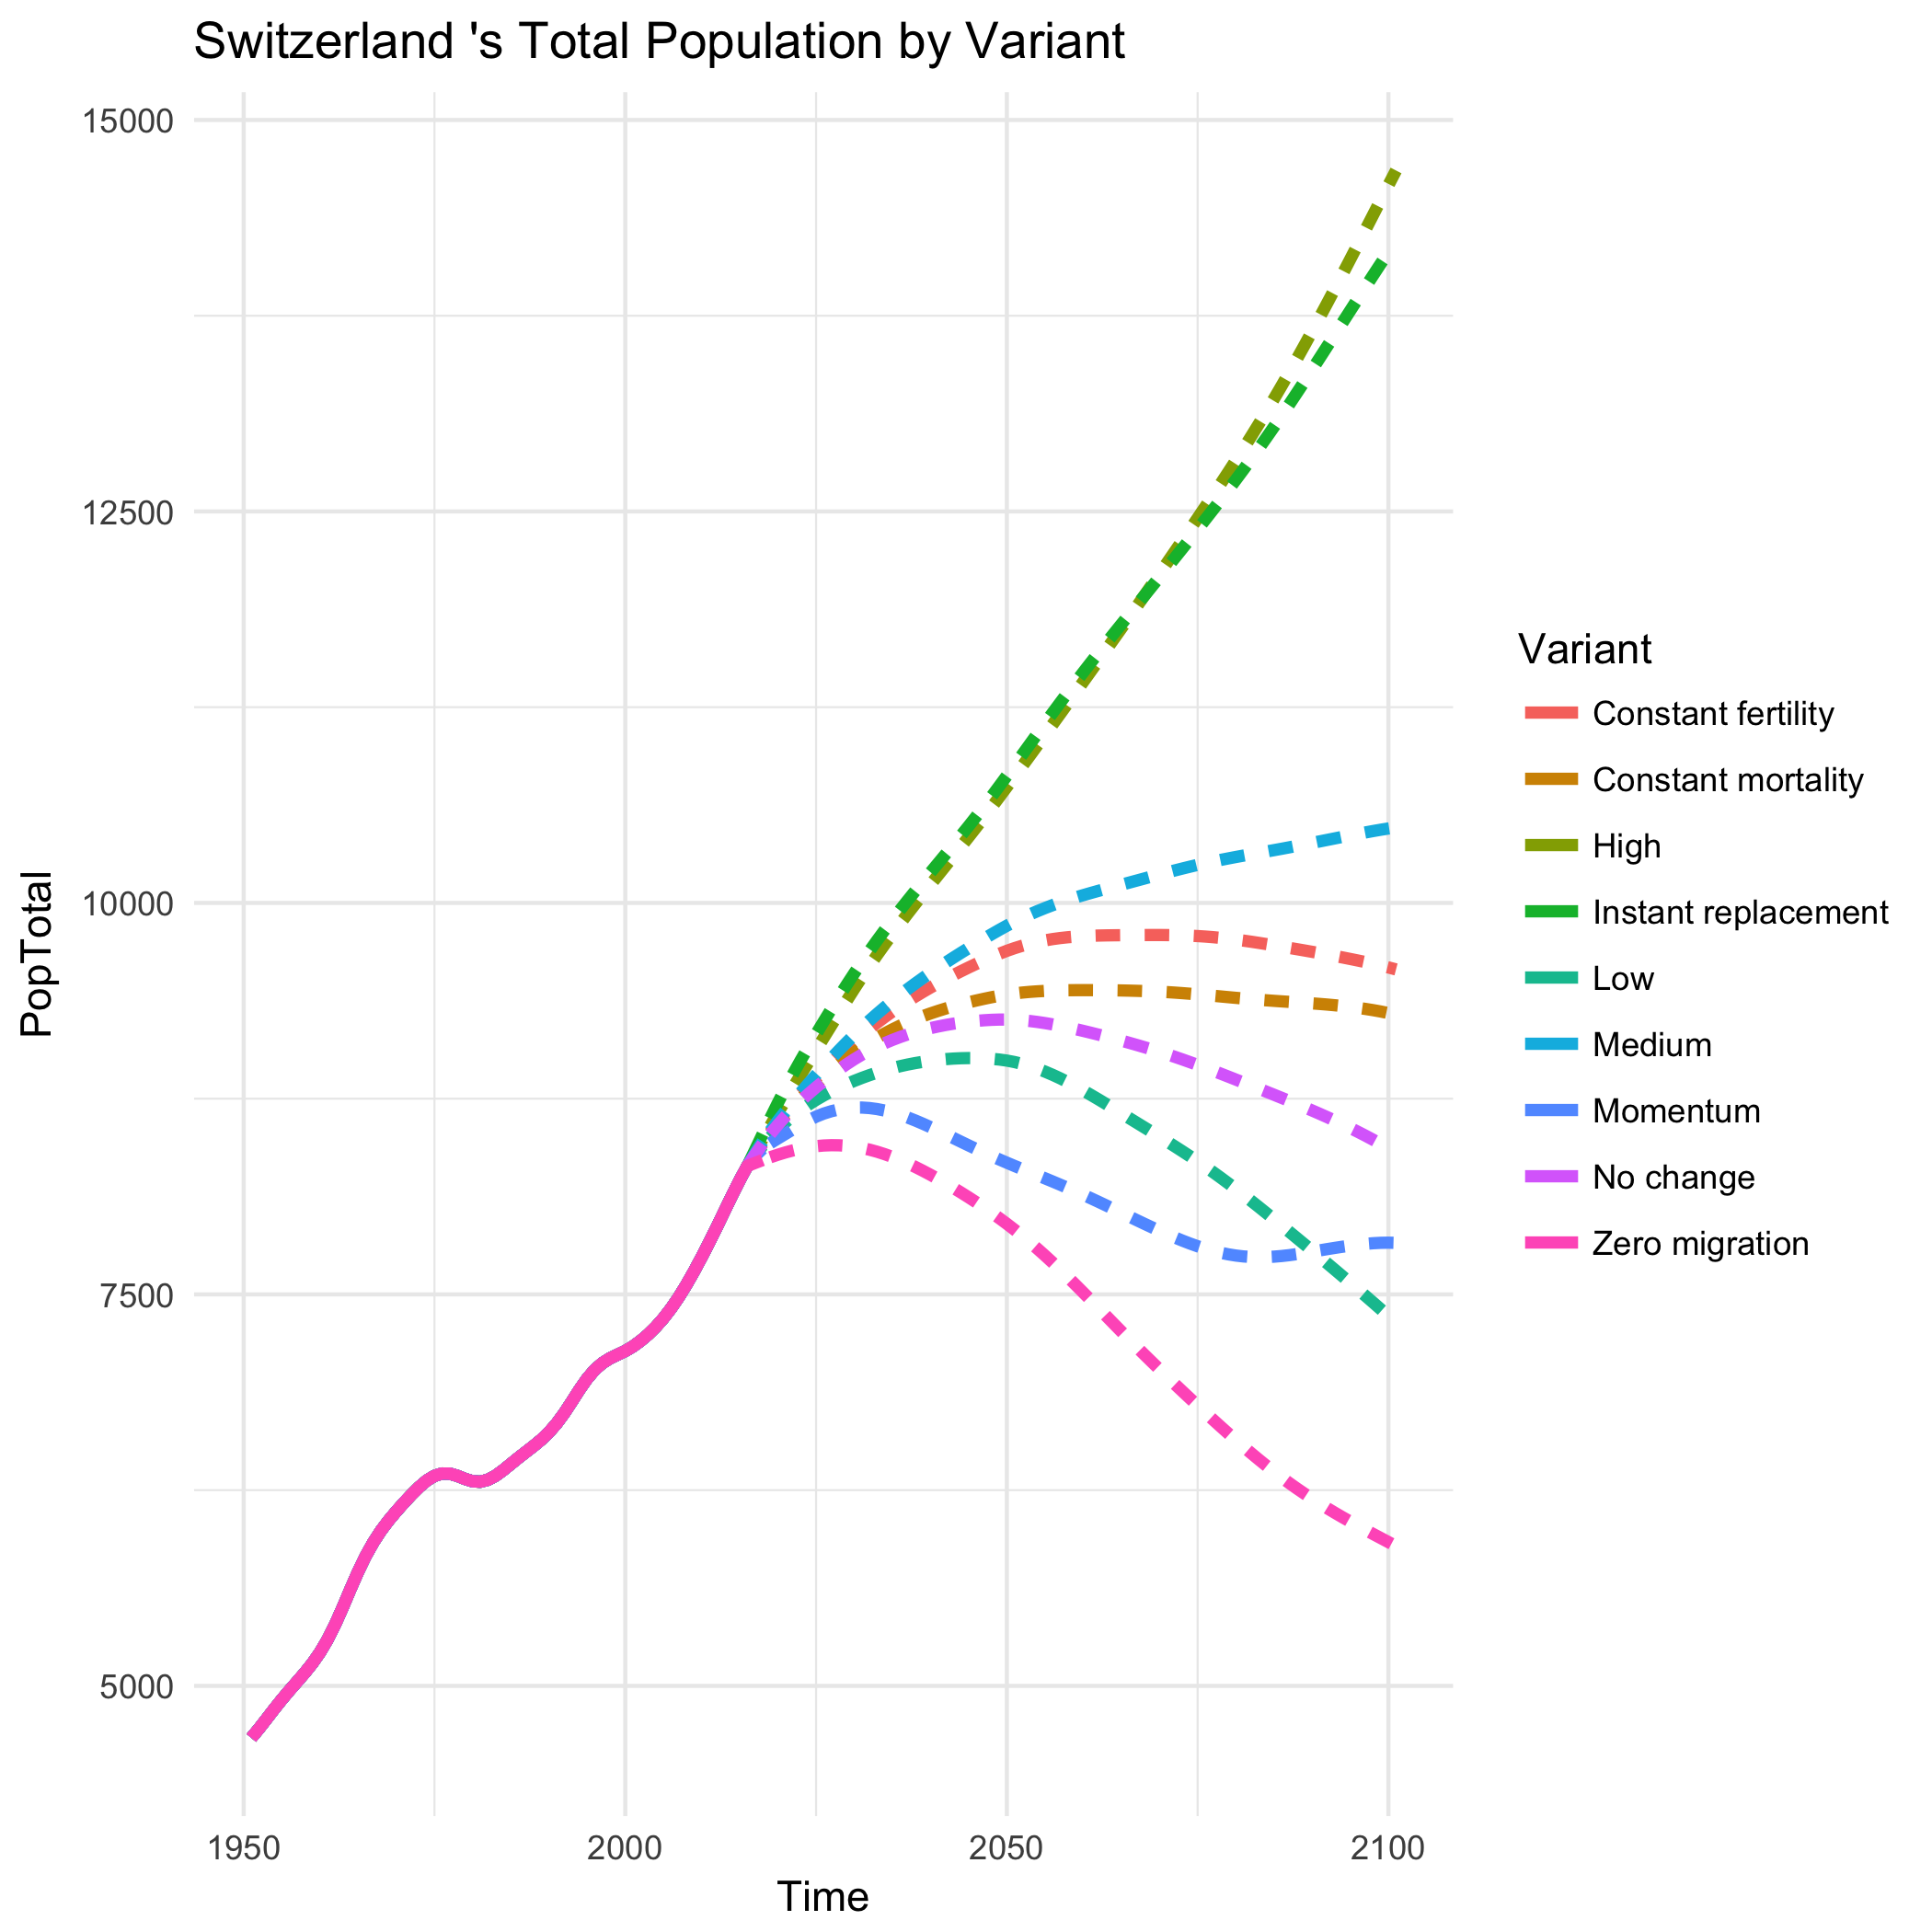 Switzerland 's Total Population by Variant
15000
12500
10000
7500
5000
PopTotal
1950
2000
2050
2100
Time
Variant
Constant fertility
Constant mortality
High
Instant replacement
Low
Medium
Momentum
No change
Zero migration